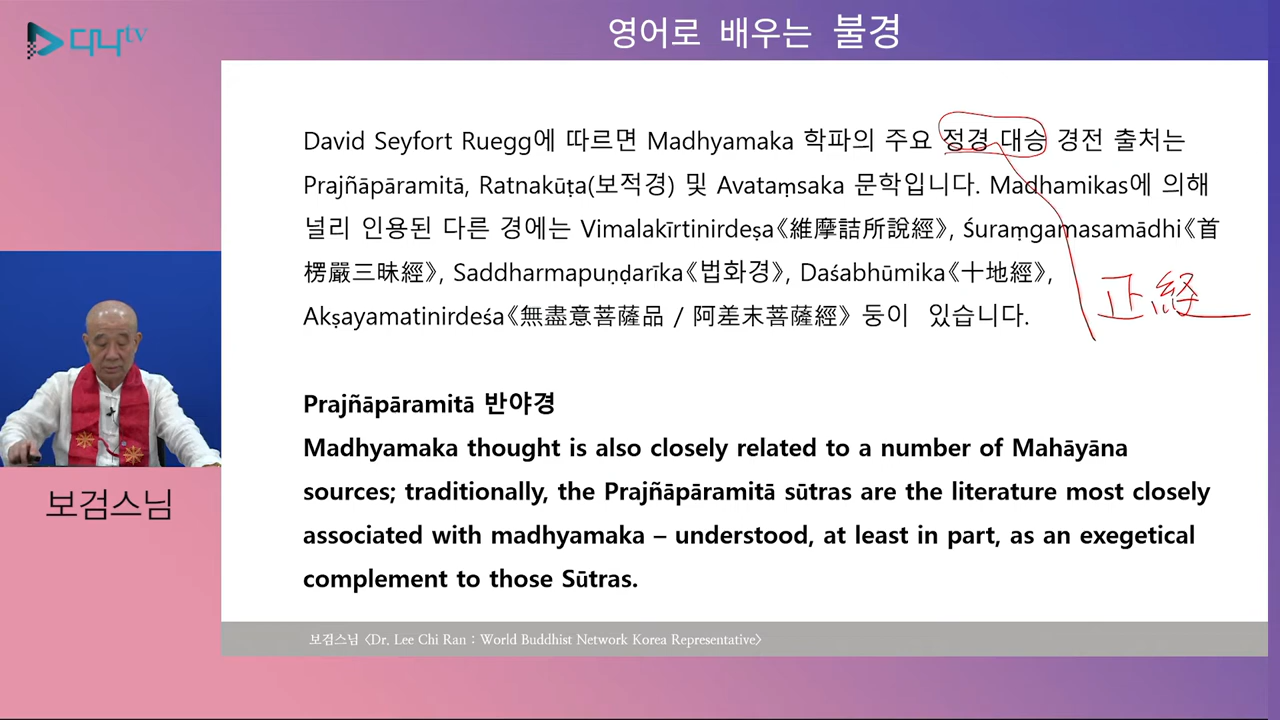 다나tv
영어로 배우는 불경
David Seyfort Ruegg에 따르면 Madhyamaka 학파의 주요 정경 대승 경전 출처는
Prajñāpāramitā, Ratnakūṭa(보적경) 및 Avataṃsaka 문학입니다. Madhamikas에 의해
널리 인용된 다른 경에는 Vimalakīrtinirdeṣa《維摩詰所說經》, Śuraṃgamasamādhi《首
楞嚴三昧經》, Saddharmapuṇḍarīka《법화경》, Daśabhūmika《十地經》,
Akṣayamatinirdeśa《無盡意菩薩品 / 阿差末菩薩經》 둥이 있습니다.
正経
Prajñāpāramitā 반야경
Madhyamaka thought is also closely related to a number of Mahāyāna
sources; traditionally, the Prajñāpāramitā sūtras are the literature most closely
associated with madhyamaka – understood, at least in part, as an exegetical
complement to those Sūtras.
보검스님
보검스님 <Dr. Lee Chi Ran : World Buddhist Network Korea Representative>